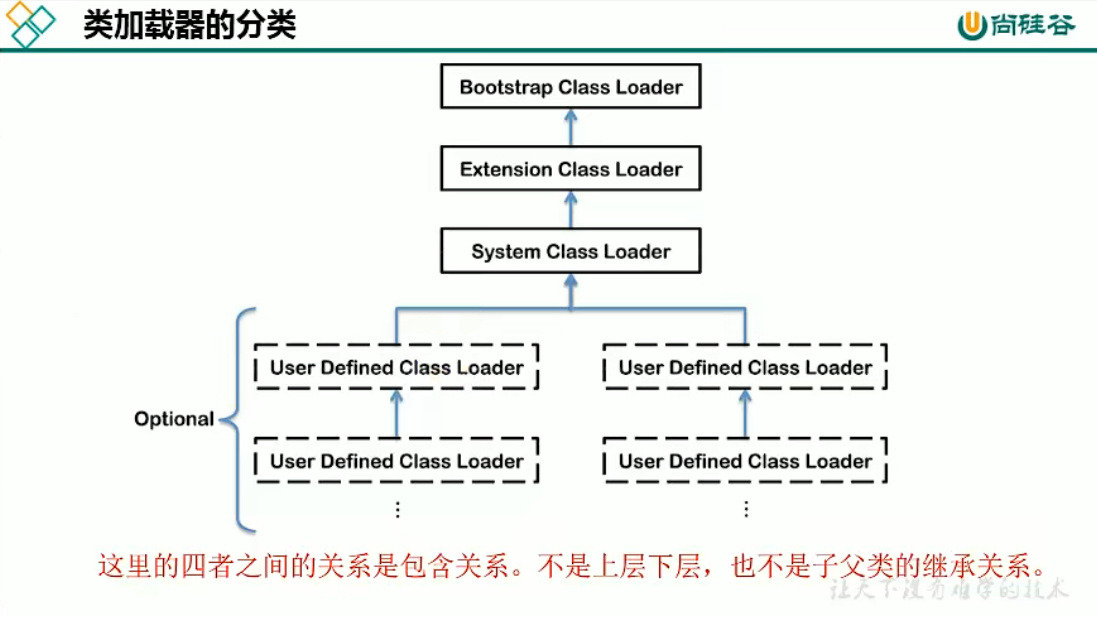 类加载器的分类
尚硅谷
Bootstrap Class Loader
Extension Class Loader
System Class Loader
User Defined Class Loader
User Defined Class Loader
Optional
User Defined Class Loader
User Defined Class Loader
这里的四者之间的关系是包含关系。不是上层下层，也不是子父类的继承关系。
让天下没有难学的技术